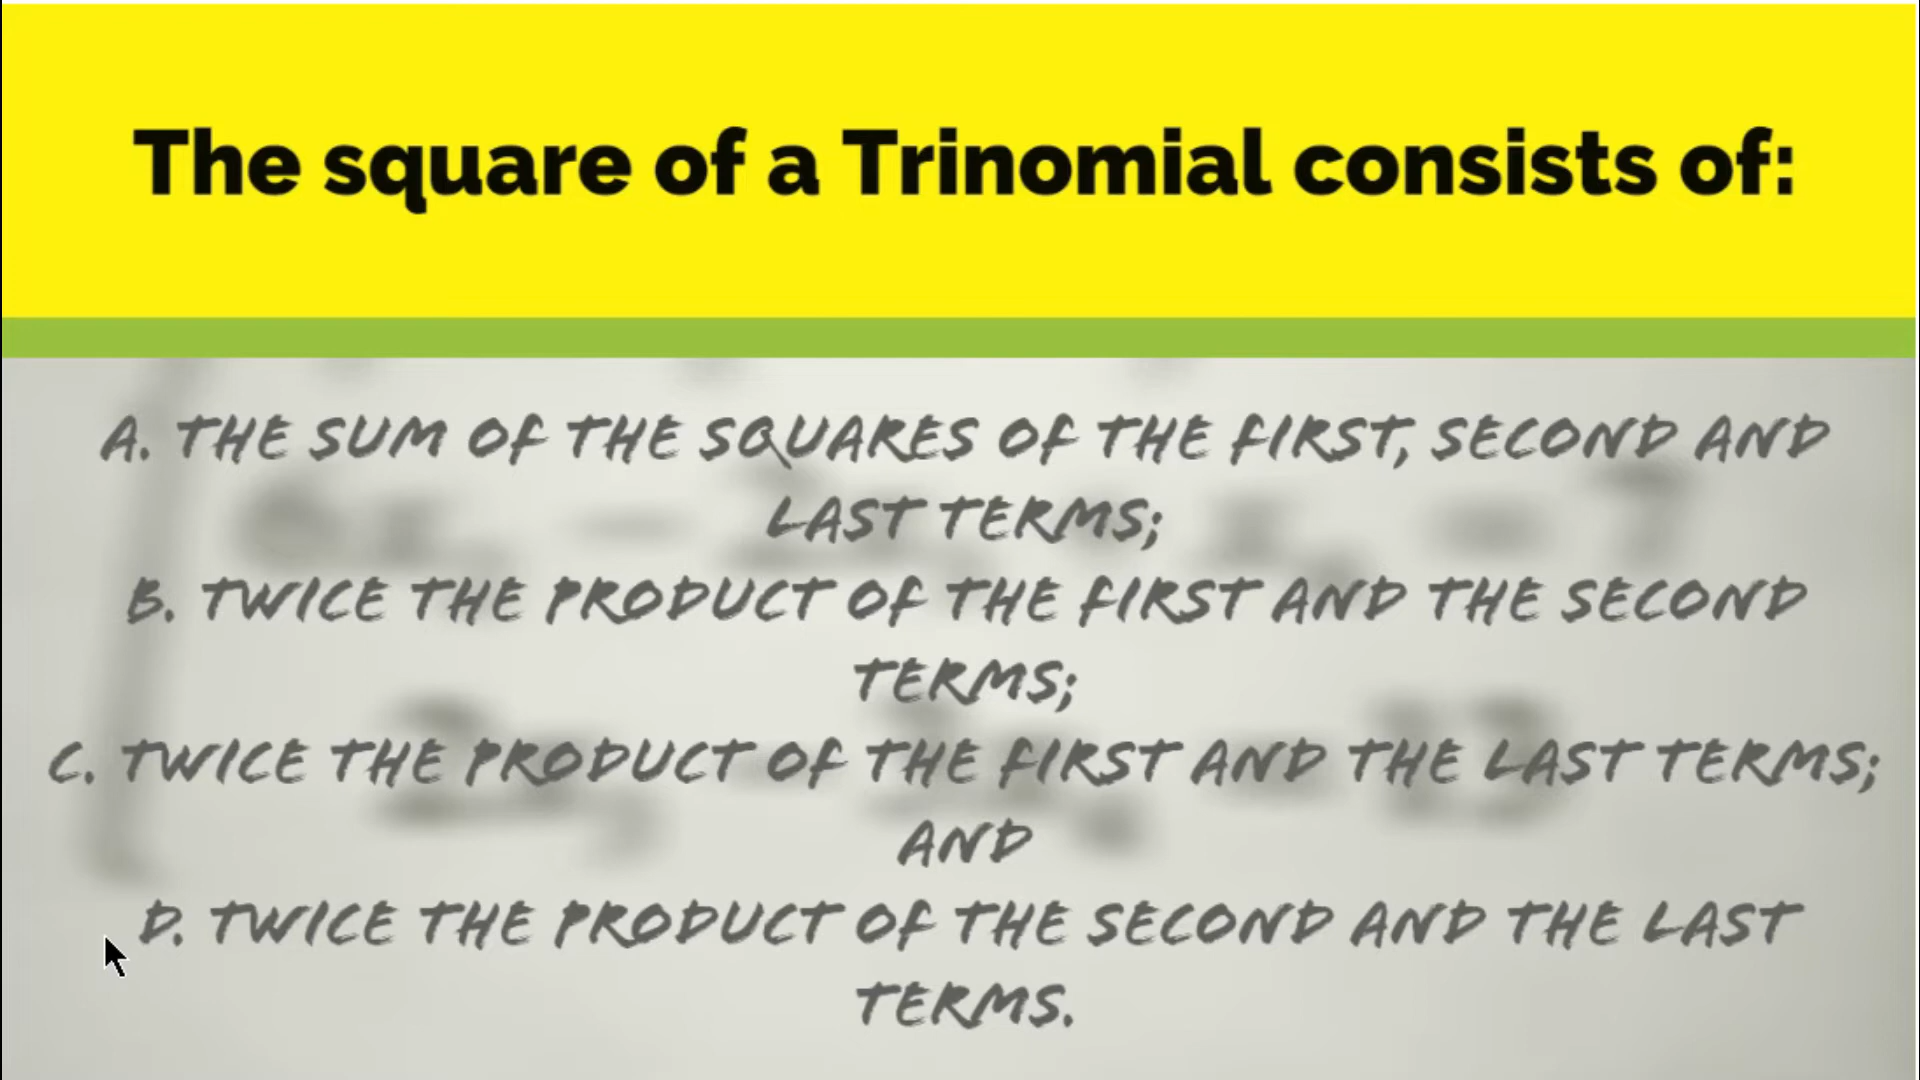 The square of a Trinomial consists of:
A. THE SUM OF THE SQUARES OF THE FIRST, SECOND AND
LAST TERMS;
B. TWICE THE PRODUCT OF THE FIRST AND THE SECOND
TERMS;
C. TWICE THE PRODUCT OF THE FIRST AND THE LAST TERMS;
AND
D. TWICE THE PRODUCT OF THE SECOND AND THE LAST
TERMS.